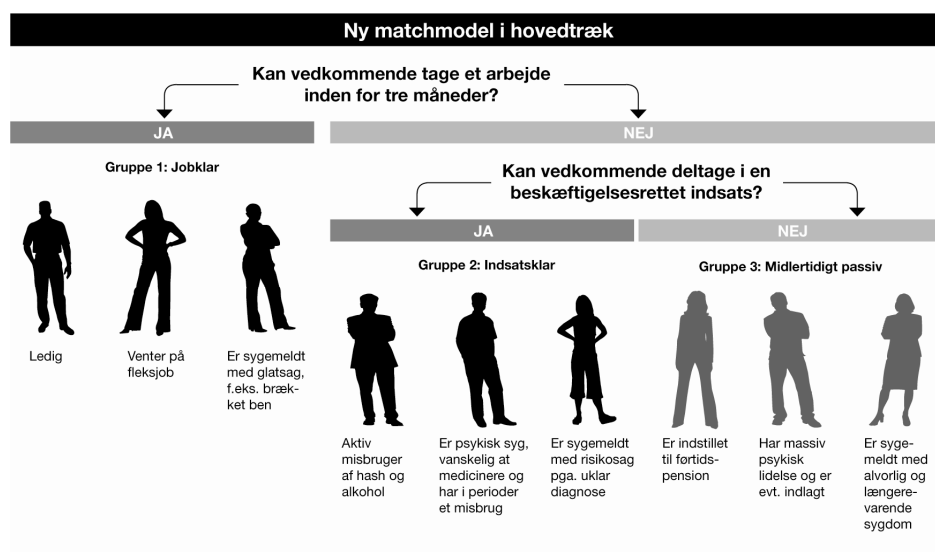 Ny matchmodel i hovedtræk
Kan vedkommende tage et arbejde
inden for tre måneder?
JA
NEJ
Gruppe 1: Jobklar
Kan vedkommende deltage i en
beskæftigelsesrettet indsats?
JA
NEJ
Gruppe 2: Indsatsklar
Gruppe 3: Midlertidigt passiv
Ledig
Venter på
fleksjob
Er sygemeldt
med glatsag,
f.eks. bræk-
ket ben
Aktiv
misbruger
af hash og
alkohol
Er psykisk syg,
vanskelig at
medicinere og
har i perioder
et misbrug
Er sygemeldt
med risikosag
pga. uklar
diagnose
Er indstillet
til førtids-
pension
Har massiv
psykisk
lidelse og er
evt. indlagt
Er syge-
meldt med
alvorlig og
længere-
varende
sygdom